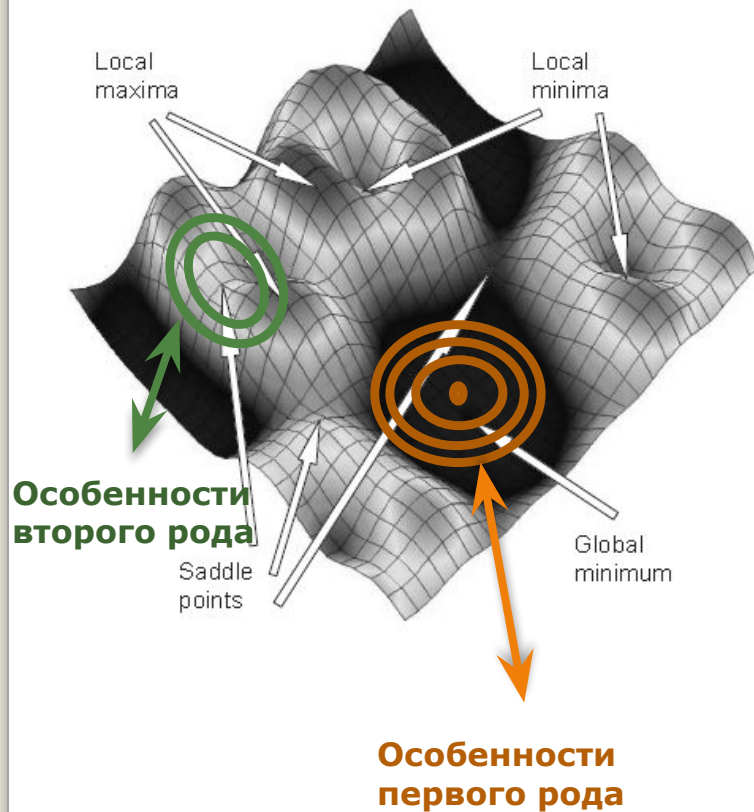 Local
maxima
Local
minima
Особенности
второго рода
Saddle
points
Global
minimum
Особенности
первого рода